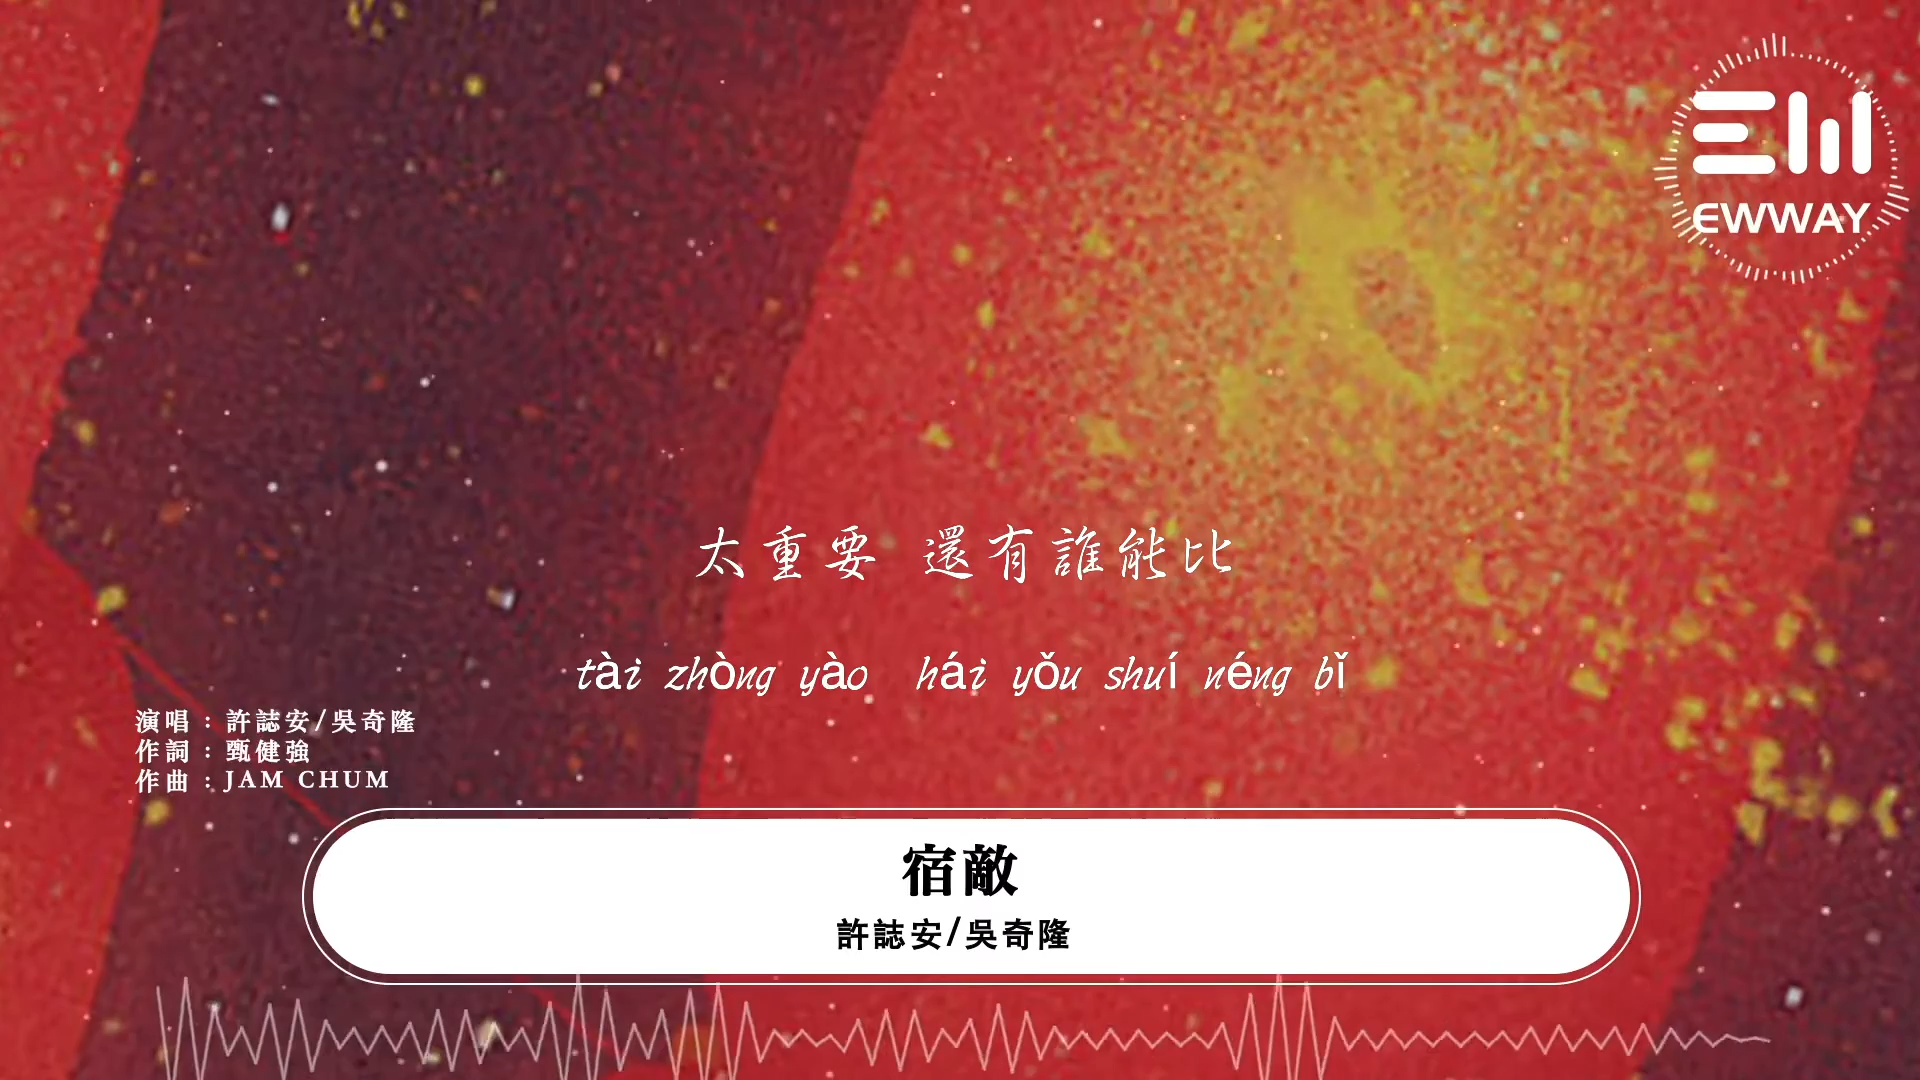 EW
EWWAY
太重要 還有誰能比
tài zhòng yào hái yǒu shuí néng bǐ
演唱：許誌安/吳奇隆
作詞：甄健強
作曲：JAM CHUM
宿敵
許誌安/吳奇隆